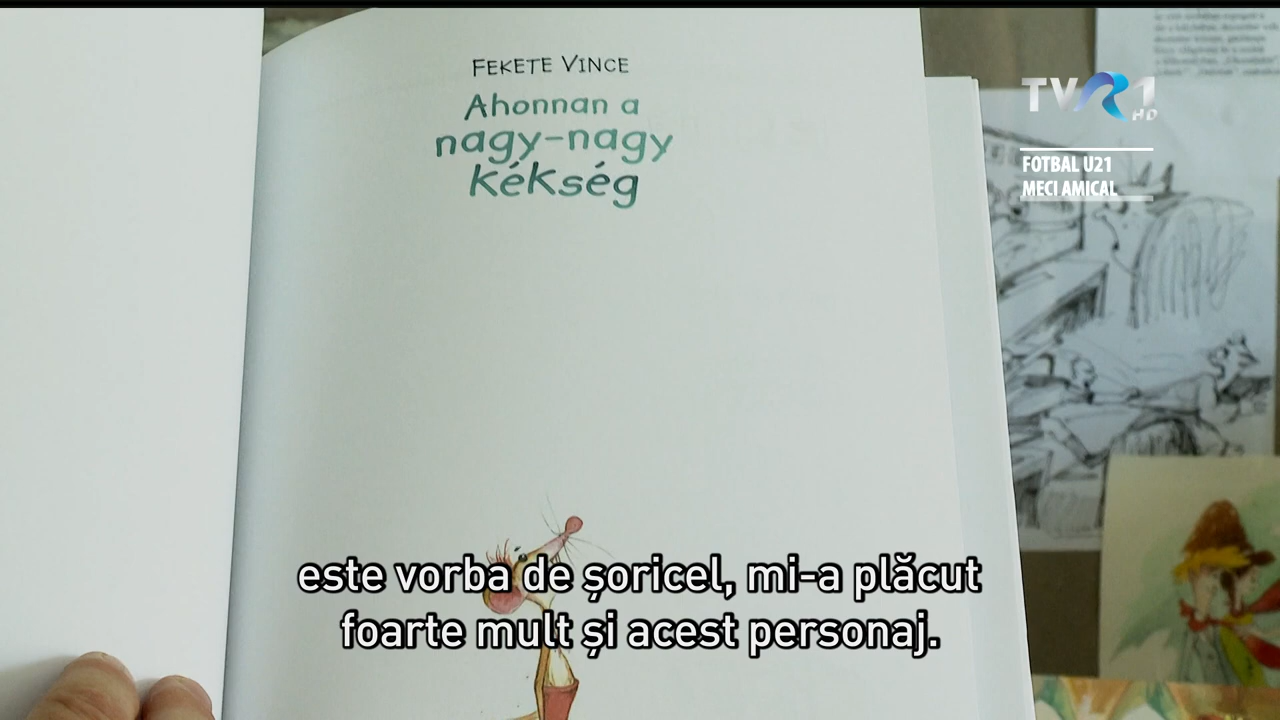 FEKETE VINCE
Ahonnan a
nagy-nagy
kékség
TVR1
HD
FOTBAL U21
MECI AMICAL
este vorba de șoricel, mi-a plăcut
foarte mult și acest personaj.